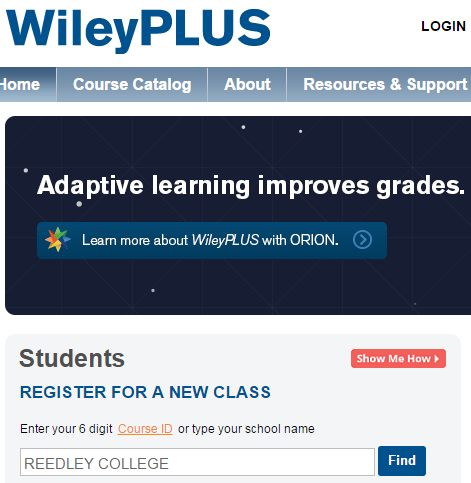 WileyPLUS
LOGIN
Home Course Catalog About Resources & Support
Adaptive learning improves grades.
Learn more about WileyPLUS with ORION.
Students
Show Me How
REGISTER FOR A NEW CLASS
Enter your 6 digit Course ID or type your school name
REEDLEY COLLEGE Find